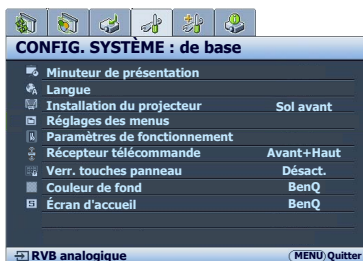 CONFIG. SYSTÈME : de base
Minuteur de présentation
Langue
Installation du projecteur Sol avant
Réglages des menus
Paramètres de fonctionnement
Récepteur télécommande Avant+Haut
Verr. touches panneau Désact.
Couleur de fond BenQ
Écran d'accueil BenQ
RVB analogique MENU Quitter